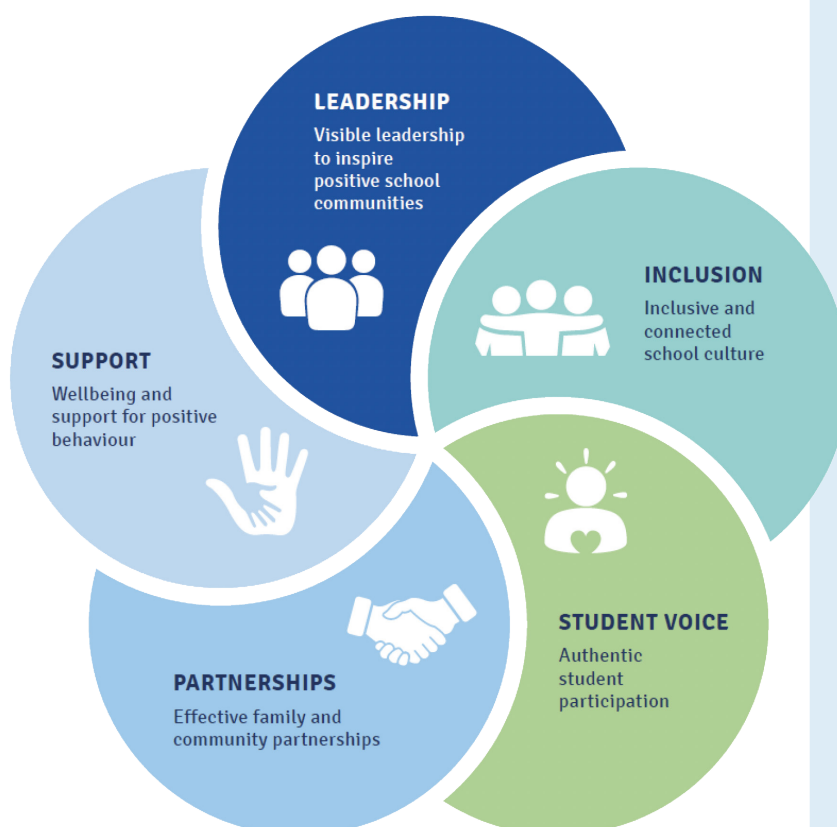 LEADERSHIP
Visible leadership
to inspire
positive school
communities
INCLUSION
Inclusive and
connected
school culture
STUDENT VOICE
Authentic
student
participation
PARTNERSHIPS
Effective family and
community partnerships
SUPPORT
Wellbeing and
support for positive
behaviour